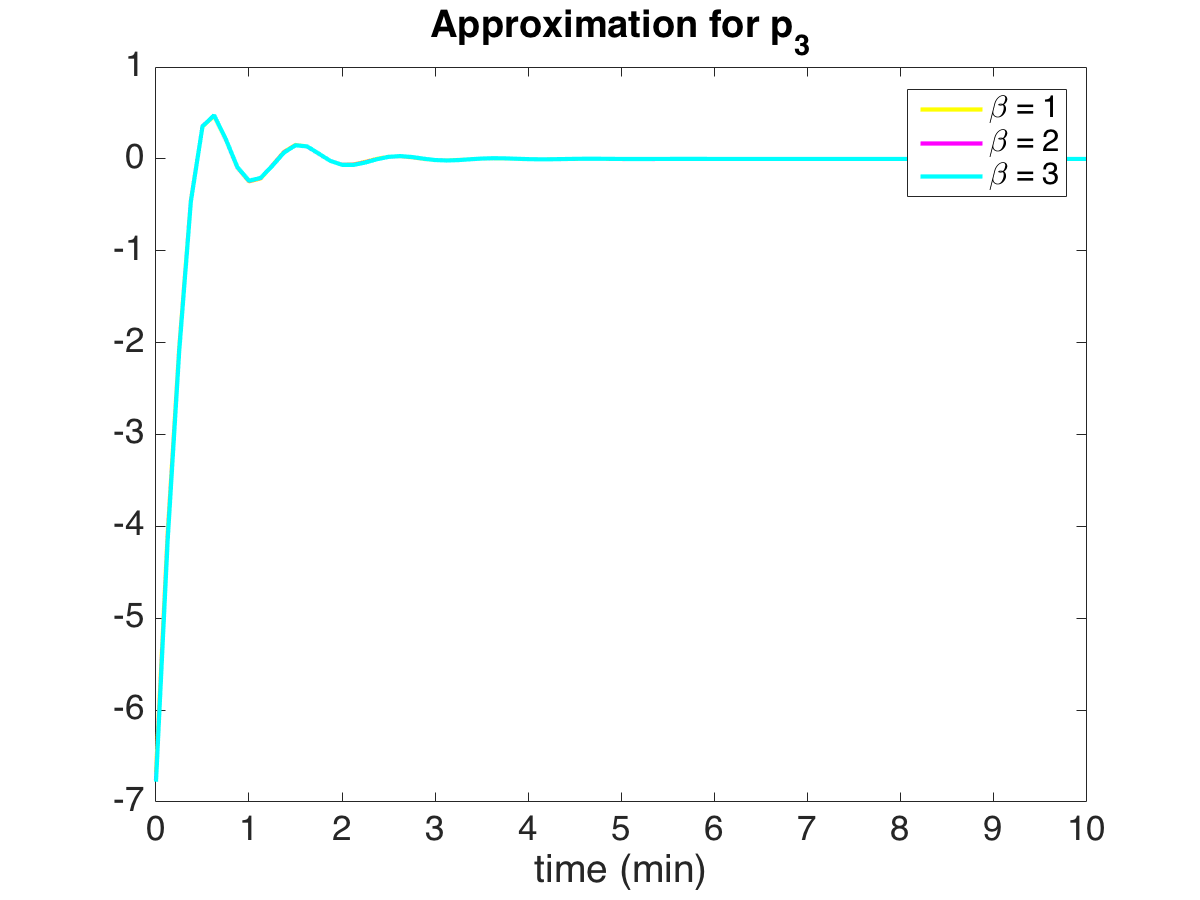 Approximation for p3
β = 1
β = 2
β = 3
1
0
-1
-2
-3
-4
-5
-6
-7
0 1 2 3 4 5 6 7 8 9 10
time (min)